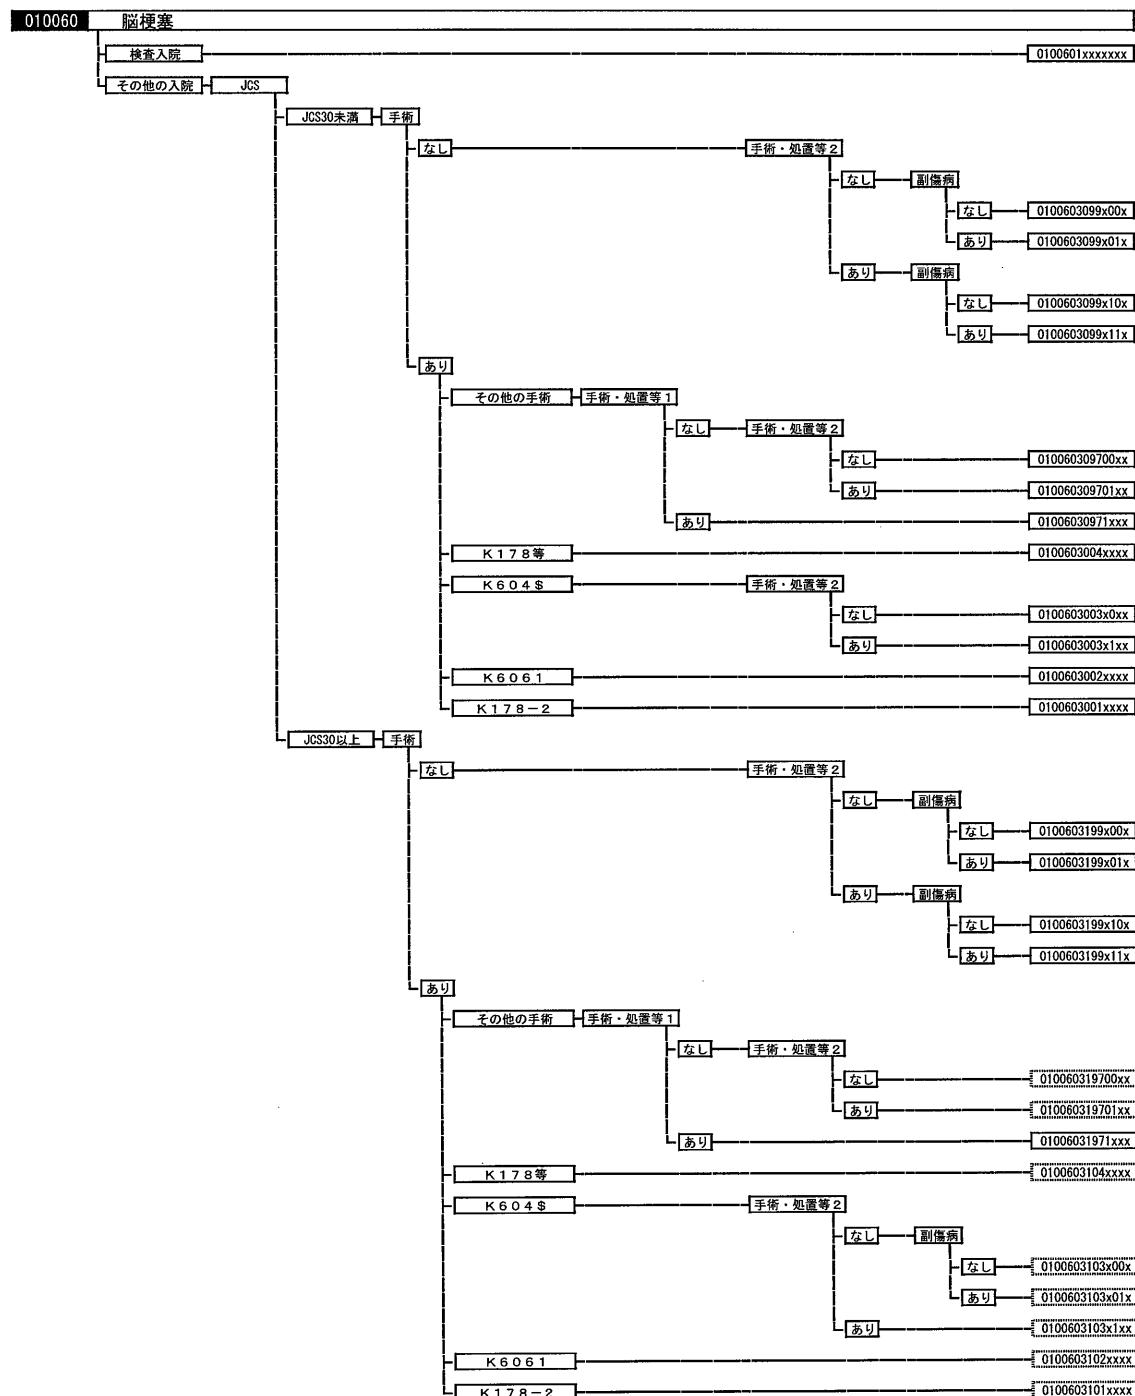 010060 脳梗塞
検査入院 0100601xxxxxxx
その他の入院 JCS
JCS30未満 手術
なし 手術・処置等2
なし 副傷病
なし 0100603099x00x
あり 0100603099x01x
あり 副傷病
なし 0100603099x10x
あり 0100603099x11x
あり
その他の手術 手術・処置等1
なし 手術・処置等2
なし 010060309700xx
あり 010060309701xx
あり 01006030971xxx
K178等 0100603004xxxx
K604$ 手術・処置等2
なし 0100603003x0xx
あり 0100603003x1xx
K6061 0100603002xxxx
K178-2 0100603001xxxx
JCS30以上 手術
なし 手術・処置等2
なし 副傷病
なし 0100603199x00x
あり 0100603199x01x
あり 副傷病
なし 0100603199x10x
あり 0100603199x11x
あり
その他の手術 手術・処置等1
なし 手術・処置等2
なし 010060319700xx
あり 010060319701xx
あり 01006031971xxx
K178等 0100603104xxxx
K604$ 手術・処置等2
なし 副傷病
なし 0100603103x00x
あり 0100603103x01x
あり 0100603103x1xx
K6061 0100603102xxxx
K178-2 0100603101xxxx